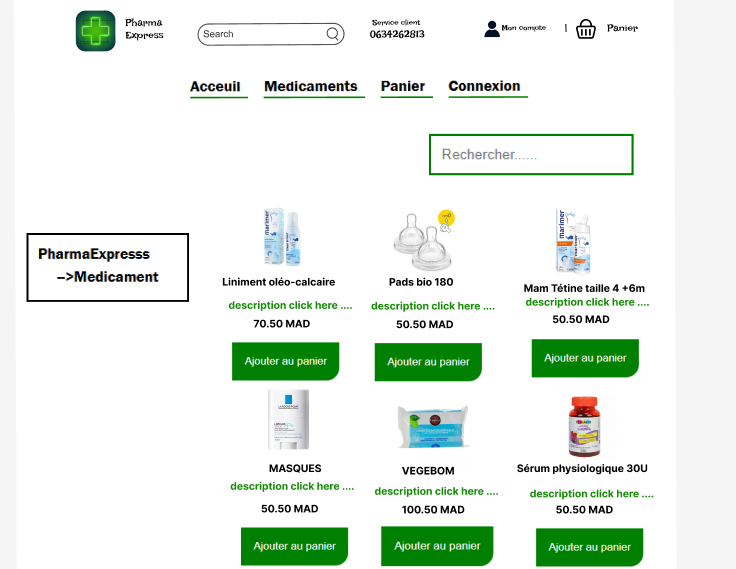 Pharma
Express
Search
Service client
0634262813
Mon compte
|
Panier
Acceuil
Medicaments
Panier
Connexion
Rechercher......
PharmaExpresss
-->Medicament
marimer
marimer
Liniment oléo-calcaire
Pads bio 180
Mam Tétine taille 4 +6m
description click here ....
description click here ....
description click here ....
70.50 MAD
50.50 MAD
50.50 MAD
Ajouter au panier
Ajouter au panier
Ajouter au panier
MASQUES
VEGEBOM
Sérum physiologique 30U
description click here ....
description click here ....
description click here ....
50.50 MAD
100.50 MAD
50.50 MAD
Ajouter au panier
Ajouter au panier
Ajouter au panier